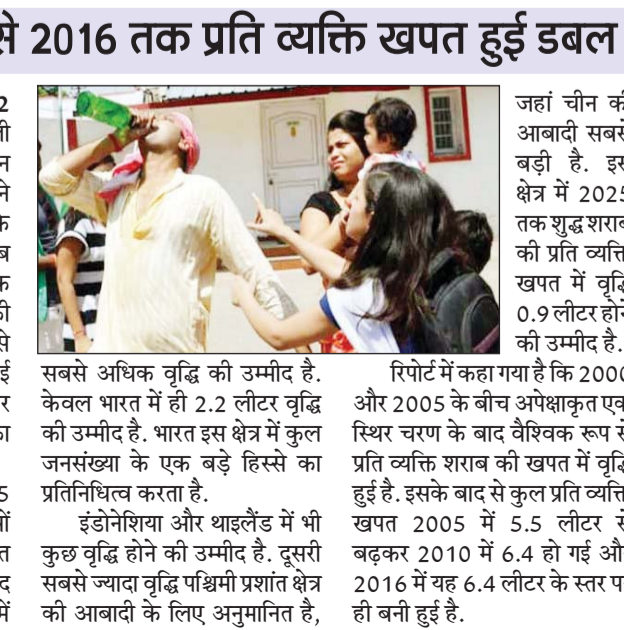 से 2016 तक प्रति व्यक्ति खपत हुई डबल
2
सबसे अधिक वृद्धि की उम्मीद है.
केवल भारत में ही 2.2 लीटर वृद्धि
की उम्मीद है. भारत इस क्षेत्र में कुल
जनसंख्या के एक बड़े हिस्से का
प्रतिनिधित्व करता है.
इंडोनेशिया और थाइलैंड में भी
कुछ वृद्धि होने की उम्मीद है. दूसरी
सबसे ज्यादा वृद्धि पश्चिमी प्रशांत क्षेत्र
की आबादी के लिए अनुमानित है,
जहां चीन की
आबादी सबसे
बड़ी है. इस
क्षेत्र में 2025
तक शुद्ध शराब
की प्रति व्यक्ति
खपत में वृद्धि
0.9 लीटर होने
की उम्मीद है.
रिपोर्ट में कहा गया है कि 2000
और 2005 के बीच अपेक्षाकृत एक
स्थिर चरण के बाद वैश्विक रूप से
प्रति व्यक्ति शराब की खपत में वृद्धि
हुई है. इसके बाद से कुल प्रति व्यक्ति
खपत 2005 में 5.5 लीटर से
बढ़कर 2010 में 6.4 हो गई और
2016 में यह 6.4 लीटर के स्तर पर
ही बनी हुई है.